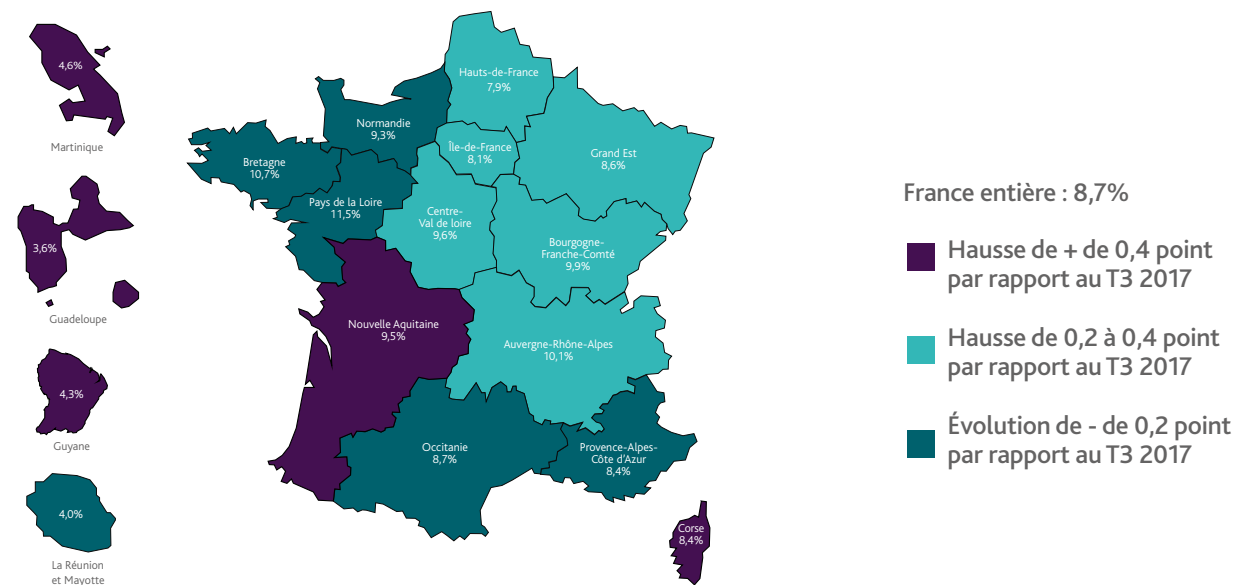 4,6%
Martinique
3,6%
Guadeloupe
4,3%
Guyane
4,0%
La Réunion
et Mayotte
Hauts-de-France
7,9%
Normandie
9,3%
Île-de-France
8,1%
Grand Est
8,6%
Bretagne
10,7%
Pays de la Loire
11,5%
Centre-
Val de loire
9,6%
Bourgogne-
Franche-Comté
9,9%
Nouvelle Aquitaine
9,5%
Auvergne-Rhône-Alpes
10,1%
Occitanie
8,7%
Provence-Alpes-
Côte d'Azur
8,4%
Corse
8,4%
France entière : 8,7%
Hausse de + de 0,4 point
par rapport au T3 2017
Hausse de 0,2 à 0,4 point
par rapport au T3 2017
Évolution de - de 0,2 point
par rapport au T3 2017